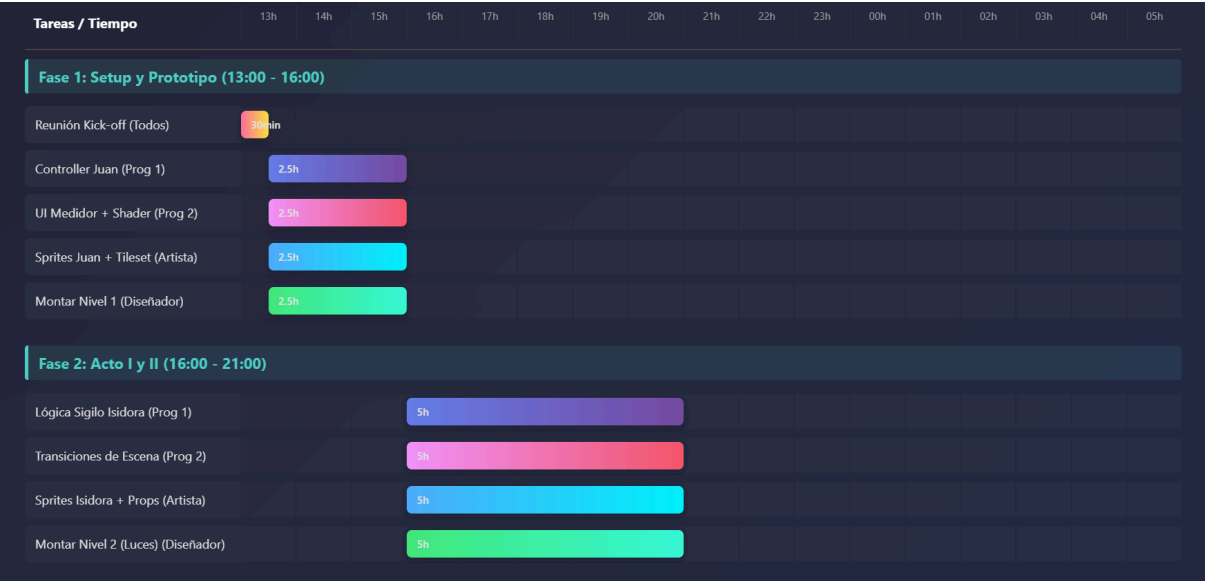 Tareas / Tiempo 13h 14h 15h 16h 17h 18h 19h 20h 21h 22h 23h 00h 01h 02h 03h 04h 05h
Fase 1: Setup y Prototipo (13:00 - 16:00)
Reunión Kick-off (Todos) 30min
Controller Juan (Prog 1) 2.5h
UI Medidor + Shader (Prog 2) 2.5h
Sprites Juan + Tileset (Artista) 2.5h
Montar Nivel 1 (Diseñador) 2.5h
Fase 2: Acto I y II (16:00 - 21:00)
Lógica Sigilo Isidora (Prog 1) 5h
Transiciones de Escena (Prog 2) 5h
Sprites Isidora + Props (Artista) 5h
Montar Nivel 2 (Luces) (Diseñador) 5h